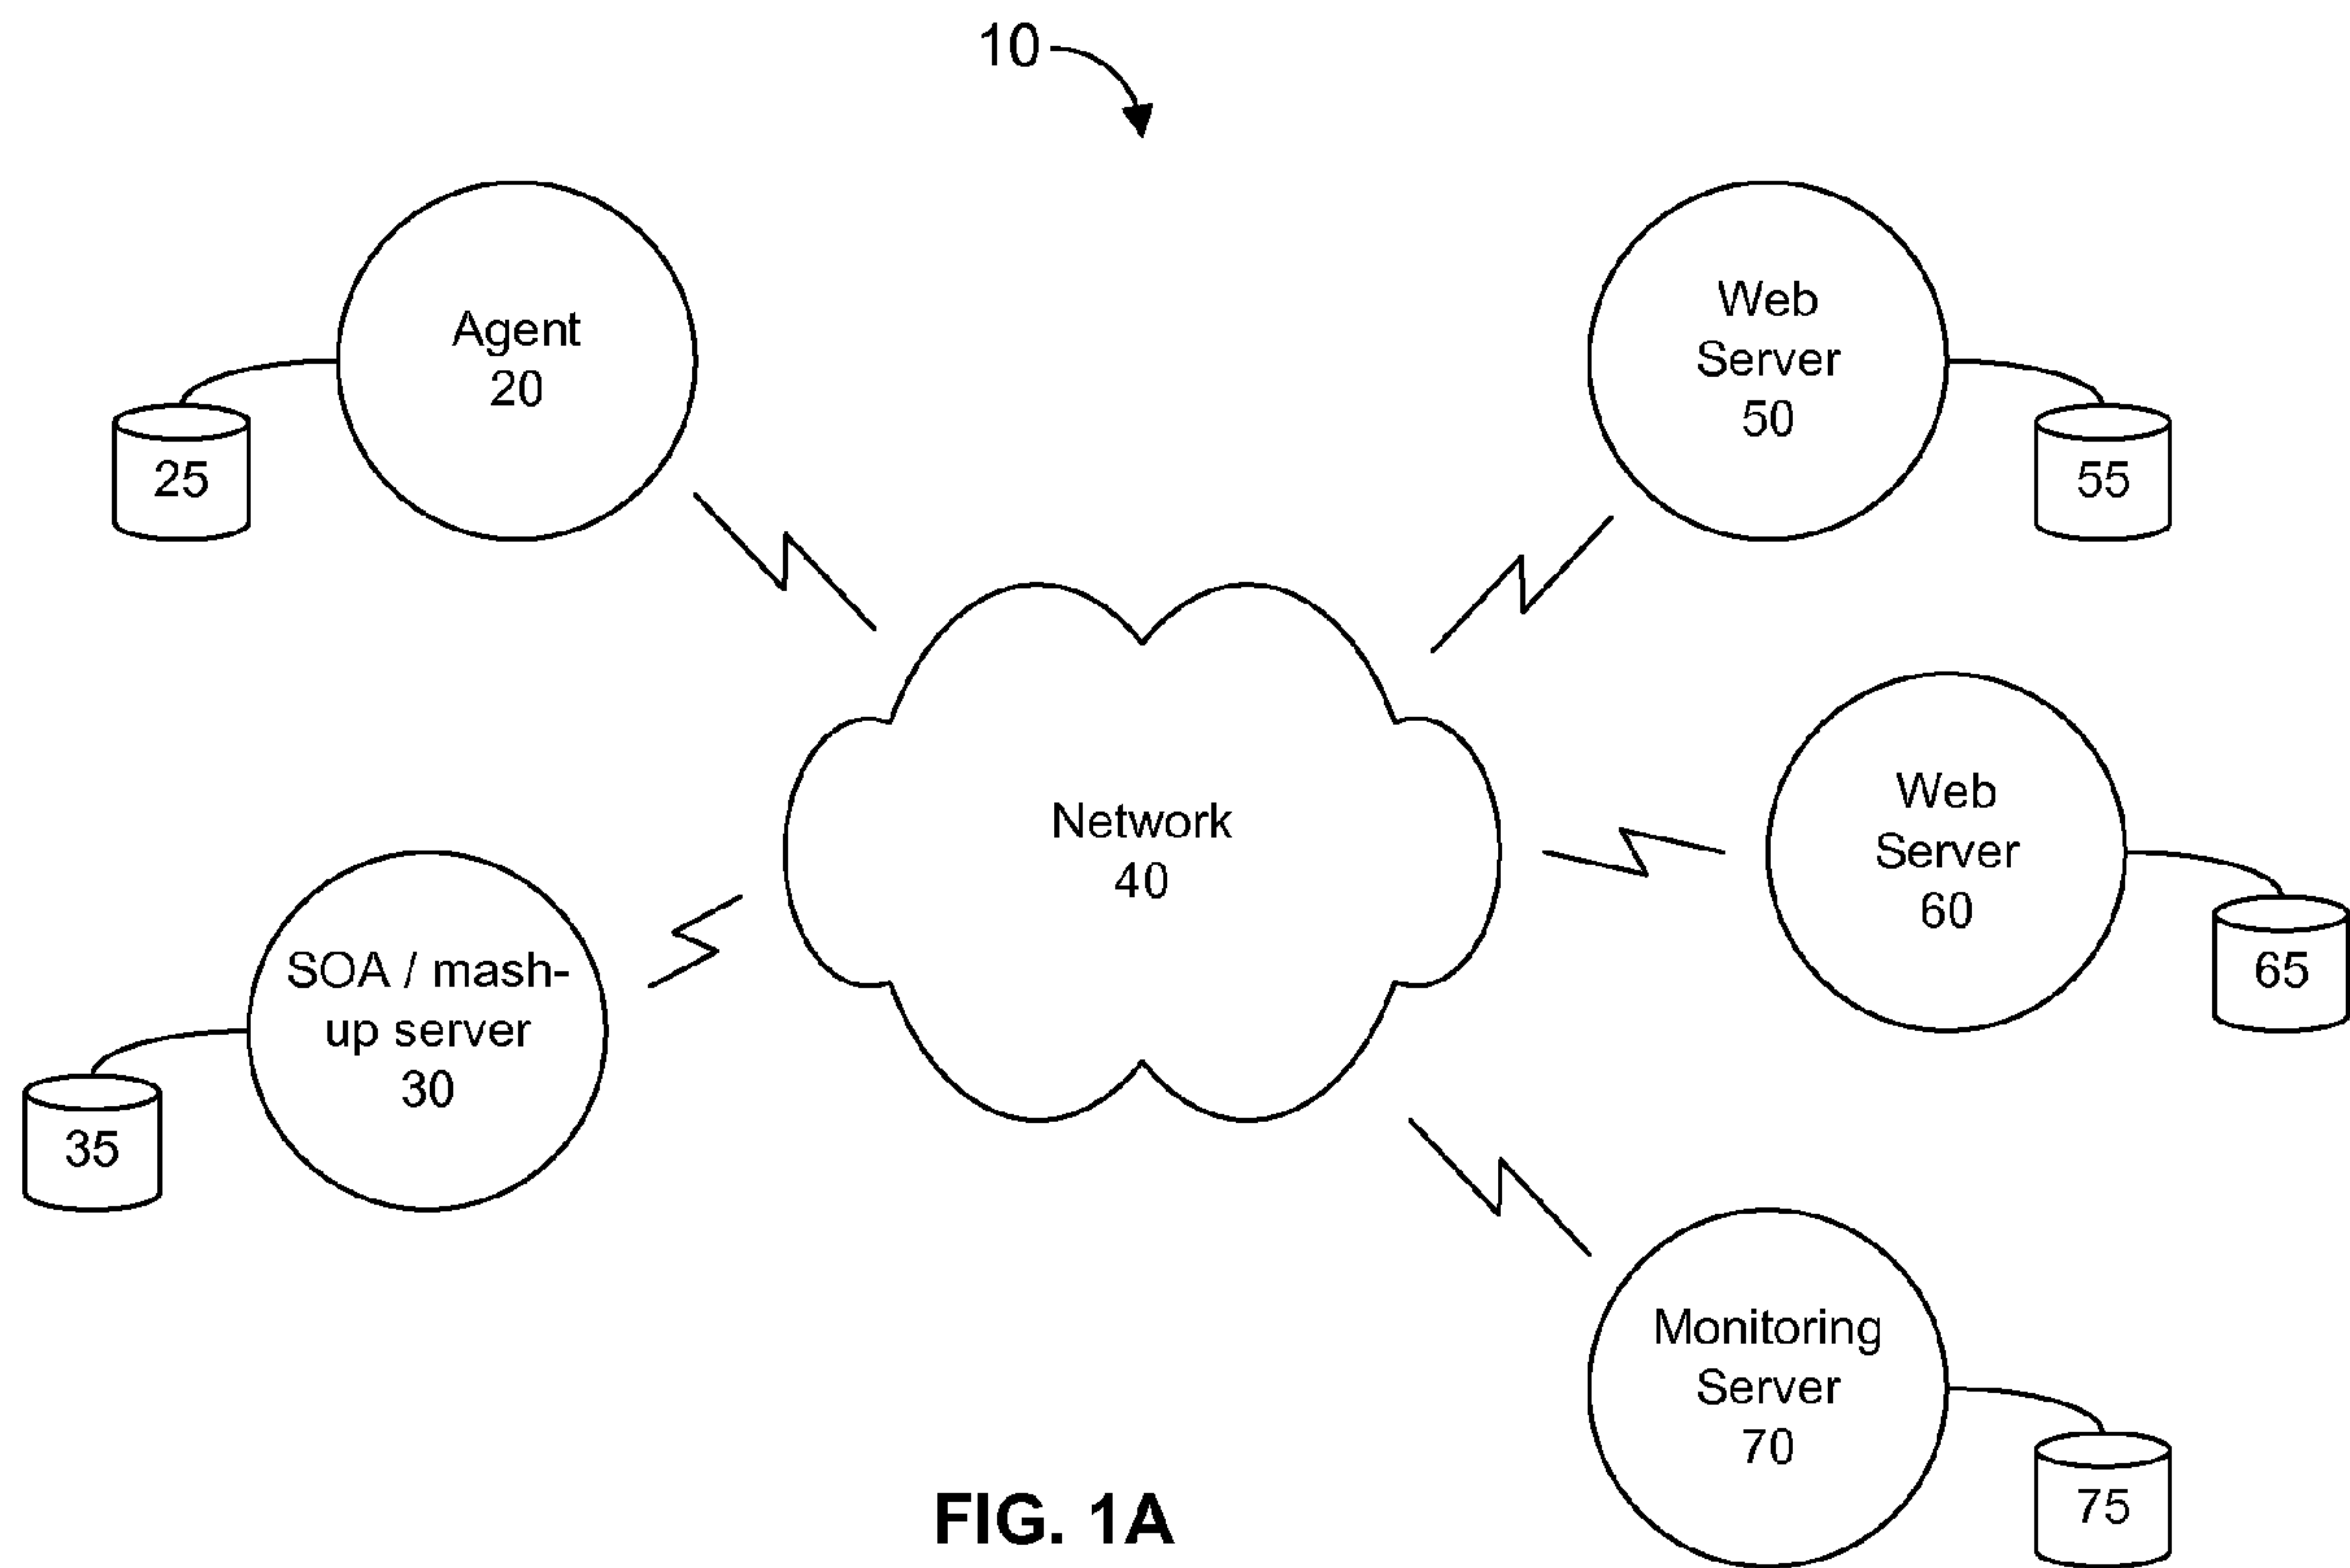 10
Agent
20
25
Web
Server
50
55
Network
40
Web
Server
60
65
SOA / mash-
up server
30
35
Monitoring
Server
70
75
FIG. 1A